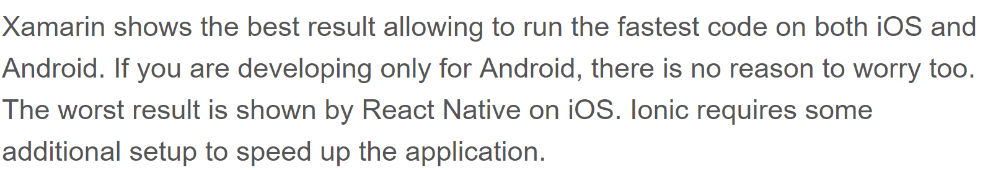 Xamarin shows the best result allowing to run the fastest code on both iOS and
Android. If you are developing only for Android, there is no reason to worry too.
The worst result is shown by React Native on iOS. Ionic requires some
additional setup to speed up the application.